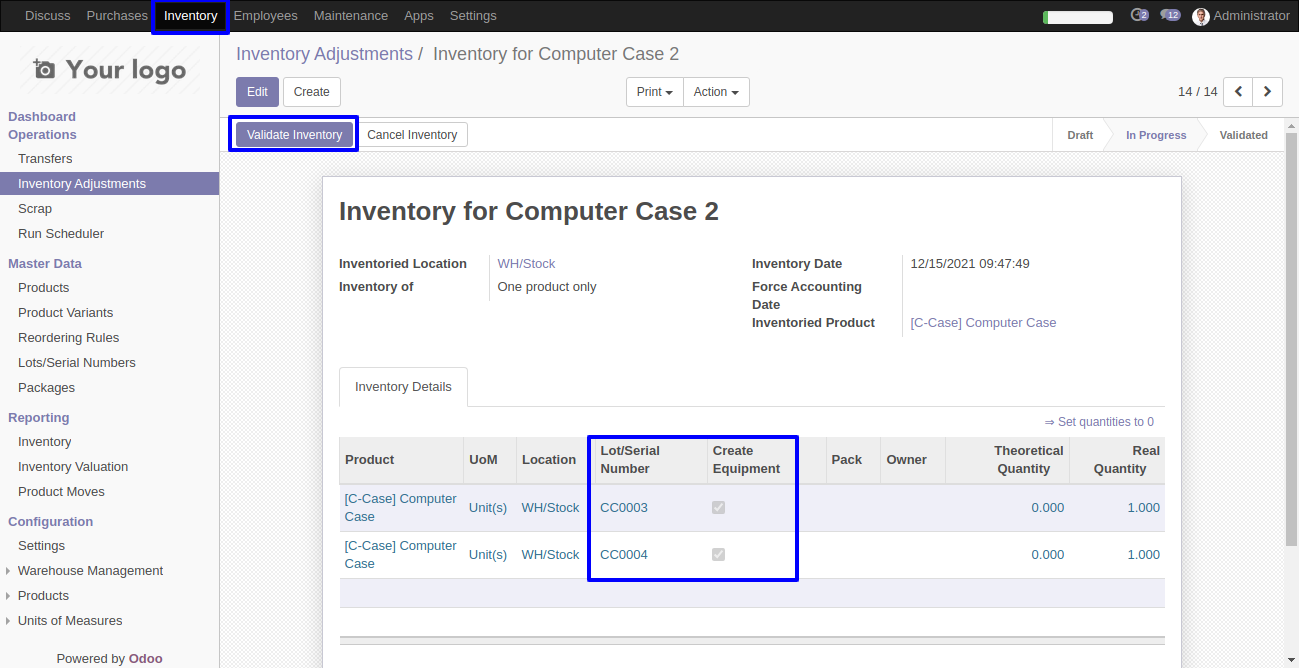 Discuss Purchases Inventory Employees Maintenance Apps Settings 2 12 Administrator
Your logo
Inventory Adjustments / Inventory for Computer Case 2
Edit Create Print Action 14 / 14
Dashboard
Operations
Transfers
Inventory Adjustments
Scrap
Run Scheduler
Master Data
Products
Product Variants
Reordering Rules
Lots/Serial Numbers
Packages
Reporting
Inventory
Inventory Valuation
Product Moves
Configuration
Settings
Warehouse Management
Products
Units of Measures
Powered by Odoo
Validate Inventory Cancel Inventory Draft In Progress Validated
Inventory for Computer Case 2
Inventoried Location WH/Stock
Inventory of One product only
Inventory Date 12/15/2021 09:47:49
Force Accounting
Date
Inventoried Product [C-Case] Computer Case
Inventory Details
⇒ Set quantities to 0
Product UoM Location Lot/Serial Number Create Equipment Pack Owner Theoretical Quantity Real Quantity
[C-Case] Computer Case Unit(s) WH/Stock CC0003 0.000 1.000
[C-Case] Computer Case Unit(s) WH/Stock CC0004 0.000 1.000